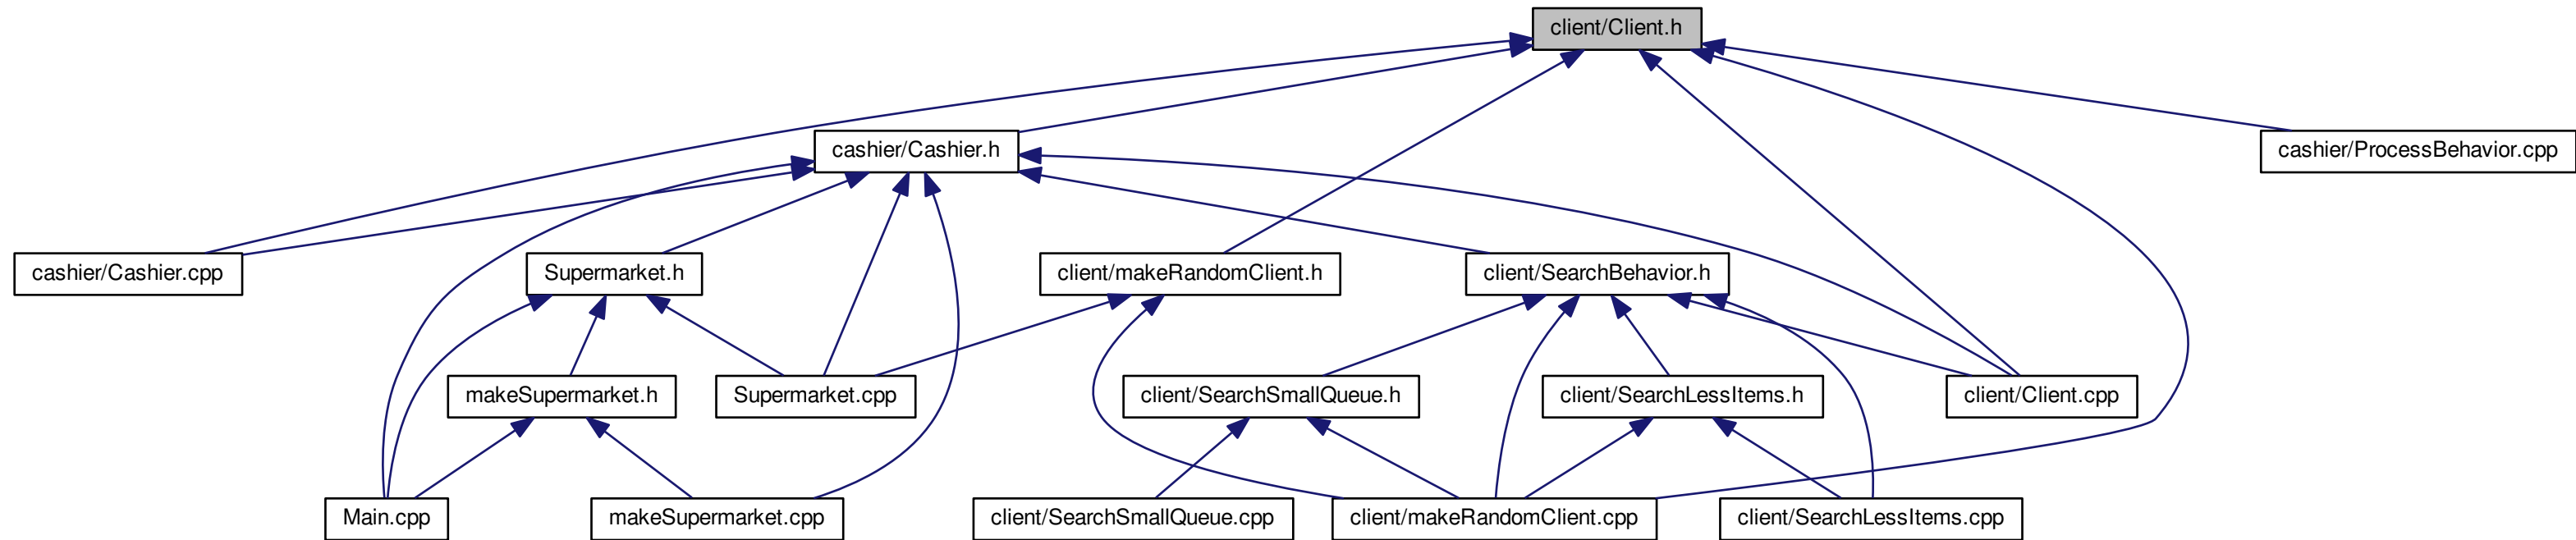 client/Client.h
cashier/Cashier.h
cashier/ProcessBehavior.cpp
cashier/Cashier.cpp
Supermarket.h
client/makeRandomClient.h
client/SearchBehavior.h
makeSupermarket.h
Supermarket.cpp
client/SearchSmallQueue.h
client/SearchLessItems.h
client/Client.cpp
Main.cpp
makeSupermarket.cpp
client/SearchSmallQueue.cpp
client/makeRandomClient.cpp
client/SearchLessItems.cpp